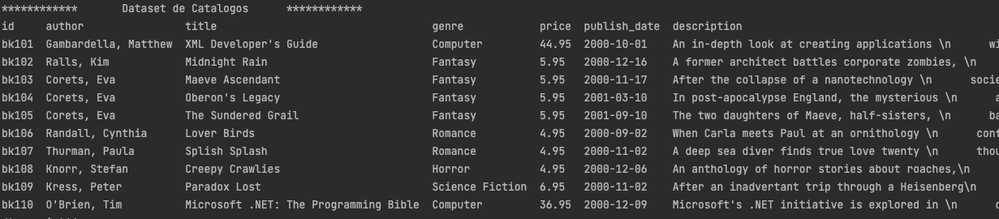 ************ Dataset de Catalogos ************
id author title genre price publish_date description
bk101 Gambardella, Matthew XML Developer's Guide Computer 44.95 2000-10-01 An in-depth look at creating applications \n
bk102 Ralls, Kim Midnight Rain Fantasy 5.95 2000-12-16 A former architect battles corporate zombies, \n
bk103 Corets, Eva Maeve Ascendant Fantasy 5.95 2000-11-17 After the collapse of a nanotechnology \n
bk104 Corets, Eva Oberon's Legacy Fantasy 5.95 2001-03-10 In post-apocalypse England, the mysterious \n
bk105 Corets, Eva The Sundered Grail Fantasy 5.95 2001-09-10 The two daughters of Maeve, half-sisters, \n
bk106 Randall, Cynthia Lover Birds Romance 4.95 2000-09-02 When Carla meets Paul at an ornithology \n
bk107 Thurman, Paula Splish Splash Romance 4.95 2000-11-02 A deep sea diver finds true love twenty \n
bk108 Knorr, Stefan Creepy Crawlies Horror 4.95 2000-12-06 An anthology of horror stories about roaches,\n
bk109 Kress, Peter Paradox Lost Science Fiction 6.95 2000-11-02 After an inadvertant trip through a Heisenberg\n
bk110 O'Brien, Tim Microsoft .NET: The Programming Bible Computer 36.95 2000-12-09 Microsoft's .NET initiative is explored in \n